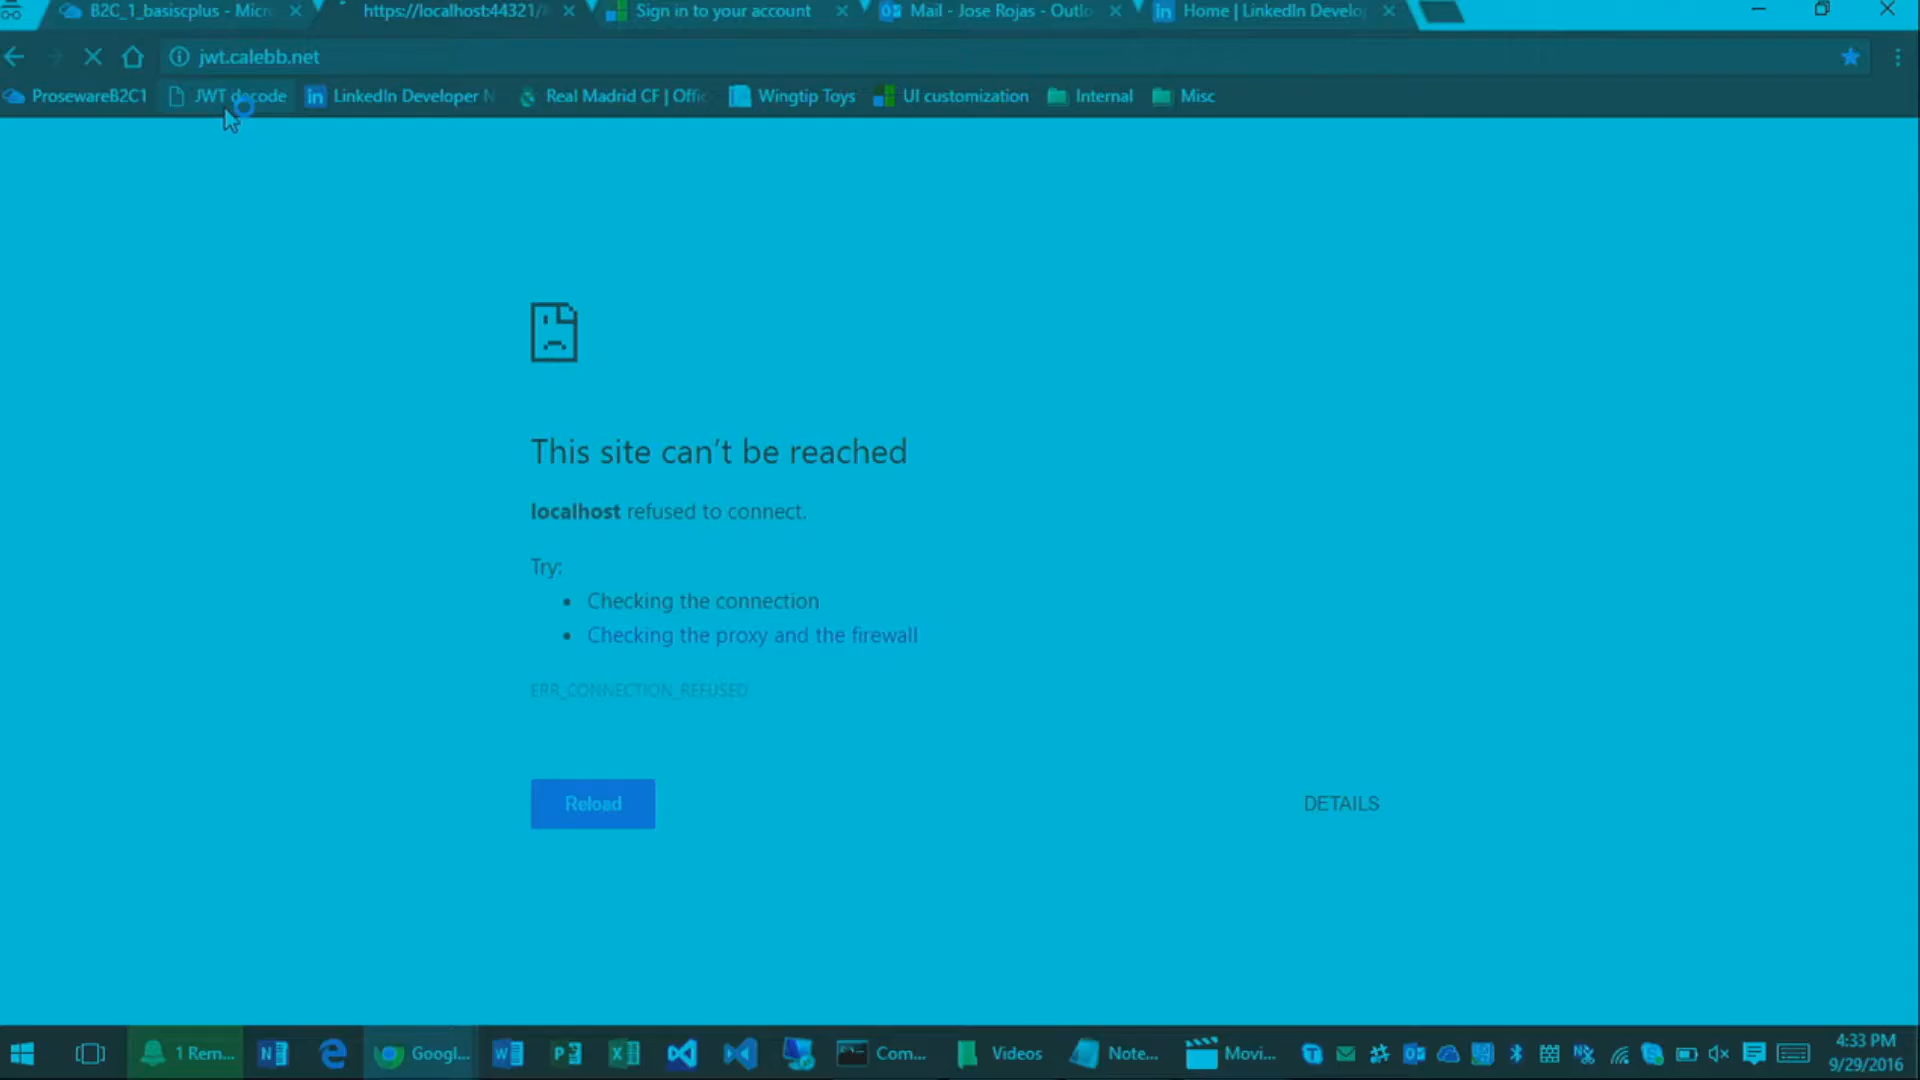 B2C_1_basiscplus - Micr
https://localhost:44321/
Sign in to your account
Mail - Jose Rojas - Outlo
Home | LinkedIn Develo
jwt.calebb.net
ProsewareB2C1
JWT decode
LinkedIn Developer N
Real Madrid CF | Offic
Wingtip Toys
UI customization
Internal
Misc
This site can't be reached
localhost refused to connect.
Try:
• Checking the connection
• Checking the proxy and the firewall
ERR_CONNECTION_REFUSED
Reload
DETAILS
1 Rem...
Googl...
Com...
Videos
Note...
Movi...
4:33 PM
9/29/2016